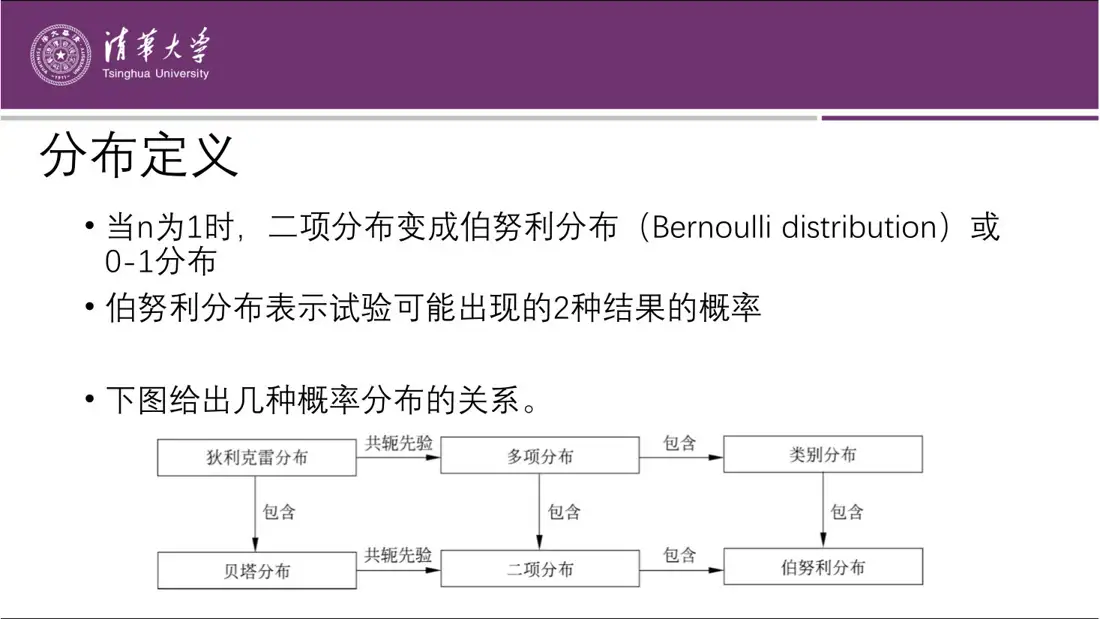 清华大学
Tsinghua University
分布定义
• 当n为1时，二项分布变成伯努利分布（Bernoulli distribution）或
0-1分布
• 伯努利分布表示试验可能出现的2种结果的概率
• 下图给出几种概率分布的关系。
狄利克雷分布 共轭先验 多项分布 包含 类别分布
包含 包含 包含
贝塔分布 共轭先验 二项分布 包含 伯努利分布